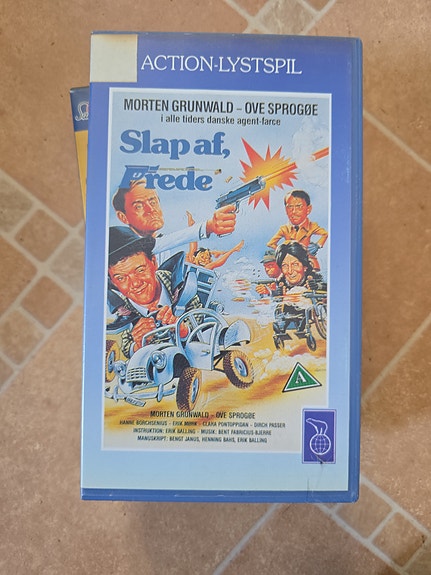 ACTION-LYSTSPIL
MORTEN GRUNWALD - OVE SPROGØE
i alle tiders danske agent-farce
Slap af,
Frede
A
MORTEN GRUNWALD - OVE SPROGØE
HANNE BORCHSENIUS - ERIK MØRK - CLARA PONTOPPIDAN - DIRCH PASSER
INSTRUKTION: ERIK BALLING - MUSIK: BENT FABRICIUS-BJERRE
MANUSKRIPT: BENGT JANUS, HENNING BAHS, ERIK BALLING